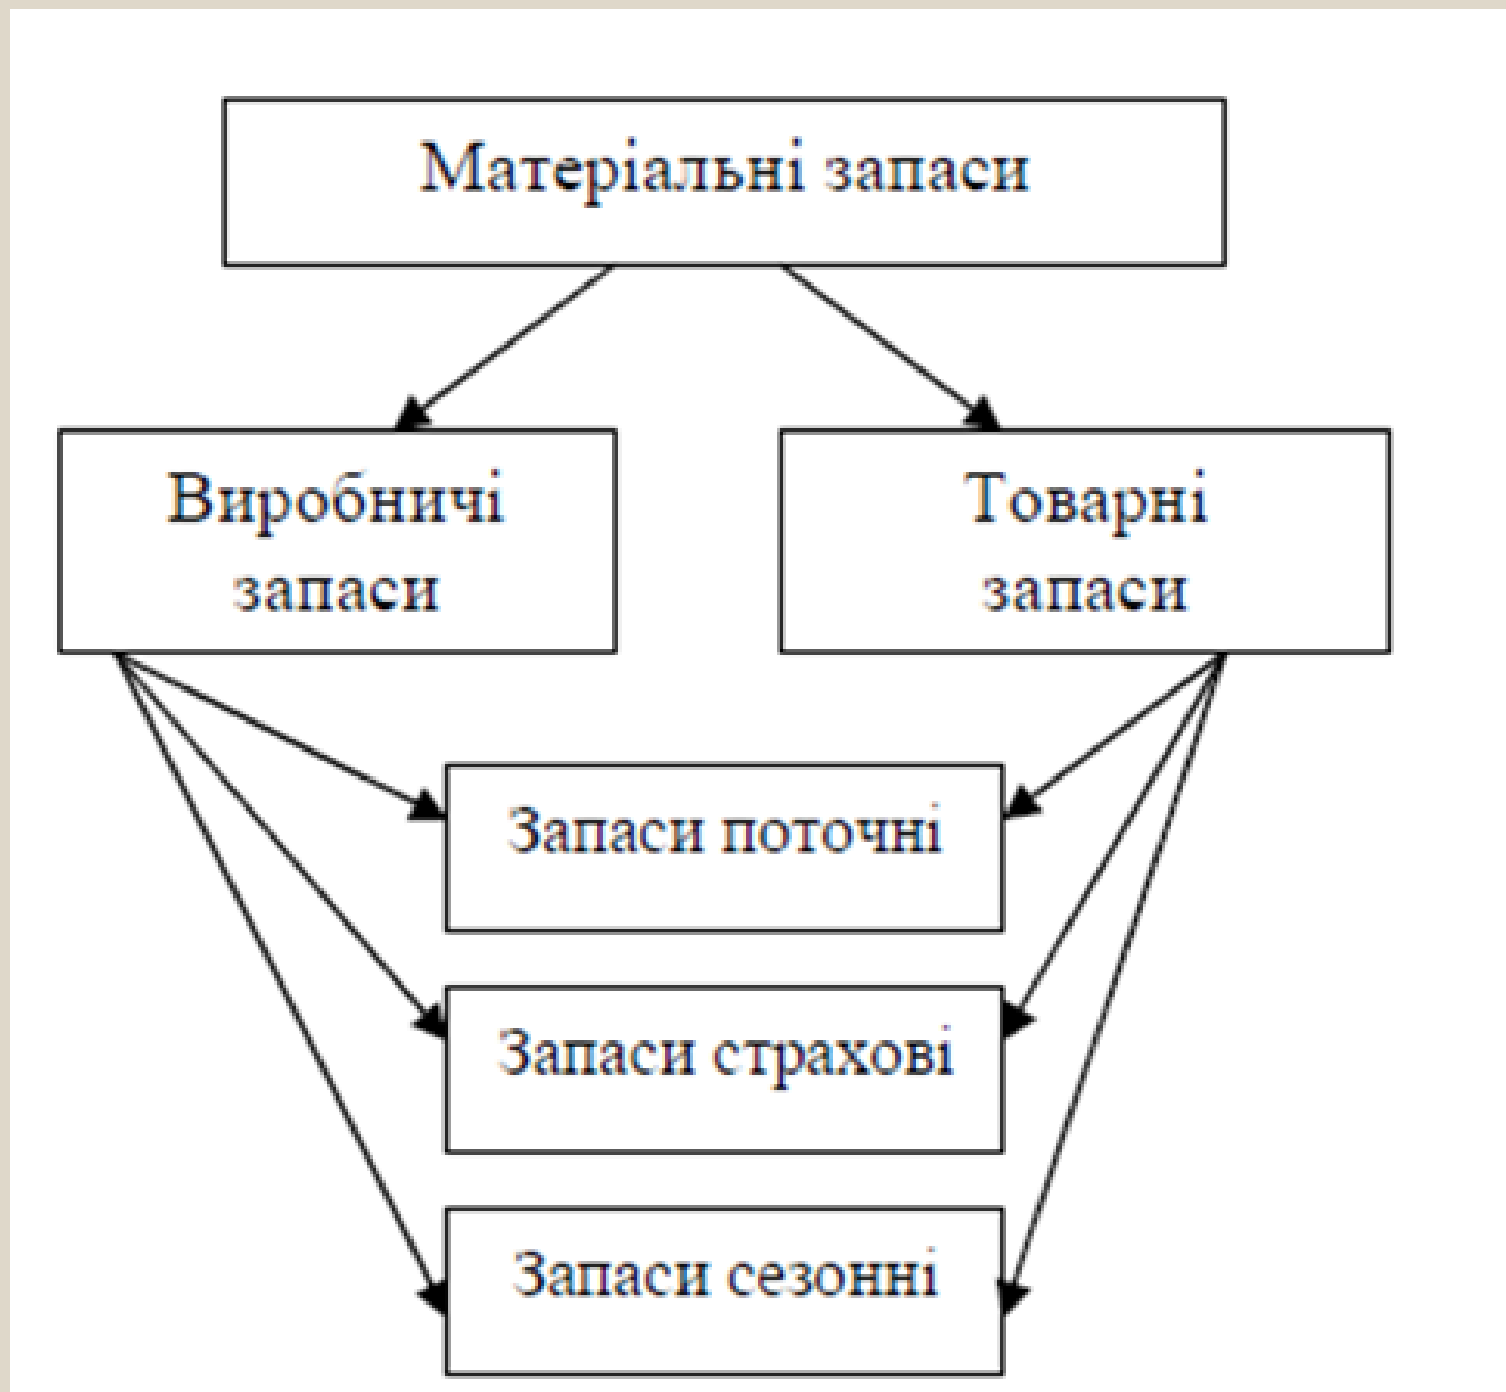 Матеріальні запаси
Виробничі
запаси
Товарні
запаси
Запаси поточні
Запаси страхові
Запаси сезонні